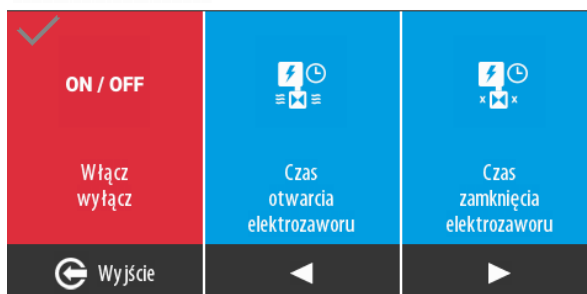 ON / OFF
Włącz
wyłącz
Czas
otwarcia
elektrozaworu
Czas
zamknięcia
elektrozaworu
Wyjście